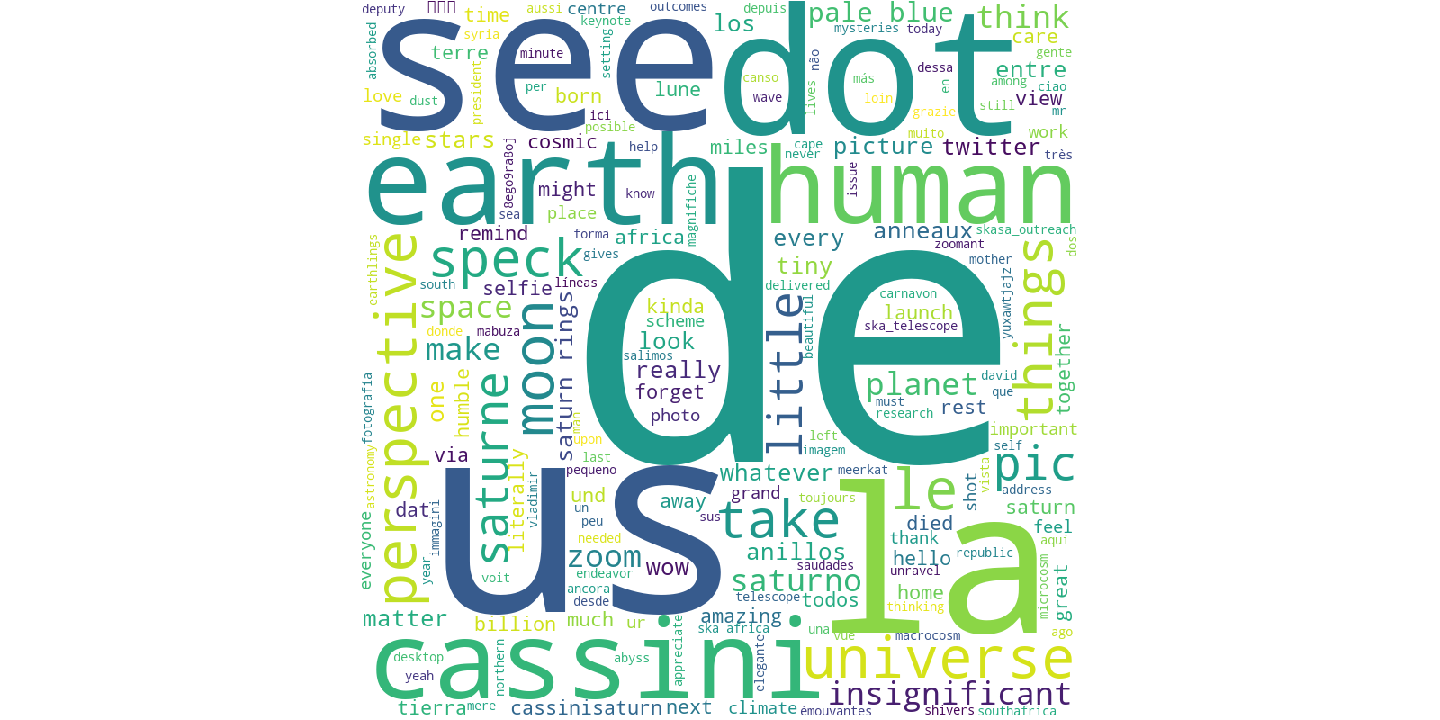 deputy
time
aussi
centre
outcomes
depuis
pale blue
think
absorbed
syria
keynote
setting
los
mysteries
today
care
see
dot
terre
minute
más
não
dessa
entre
gente
love
dust
president
per
born
lune
canso
wave
lives
loin
grazie
en
still
among
ciao
view
mr
ici
posible
muito
single
stars
8ego9ra8oj
cosmic
help
miles
cape
never
picture
twitter
work
très
earth
human
might
know
issue
place
sea
magnifiche
remind
forma
africa
every
anneaux
skasa_outreach
zoomant
dos
perspective
speck
gives
tiny
mother
things
earthlings
south
selfie
líneas
delivered
carnavon
yuxawtjajz
space
saturn rings
kinda
scheme
beautiful
launch
ska_telescope
donde
mabuza
moon
look
little
together
make
salimos
de
really
planet
david
que
fotografia
one
humble
saturne
forget
photo
must
research
rest
man
upon
left
imagem
important
self
via
literally
last
pequeno
whatever
meerkat
le
shot
vista
pic
address
astronomy
dat
vladimir
und
un
peu
away
sus
grand
toujours
saturn
us
take
la
died
feel
everyone
immagini
year
needed
zoom
wow
anillos
thank
hello
republic
aqui
voit
endeavor
ancora
desde
saudades
saturno
unravel
home
thinking
microcosm
great
telescope
todos
matter
billion
much
ur
amazing
ska africa
una
vue
macrocosm
ago
cassini
universe
desktop
yeah
northern
abyss
appreciate
elegante
insignificant
tierra
mere
cassinisaturn
next
climate
émouvantes
shivers
southafrica